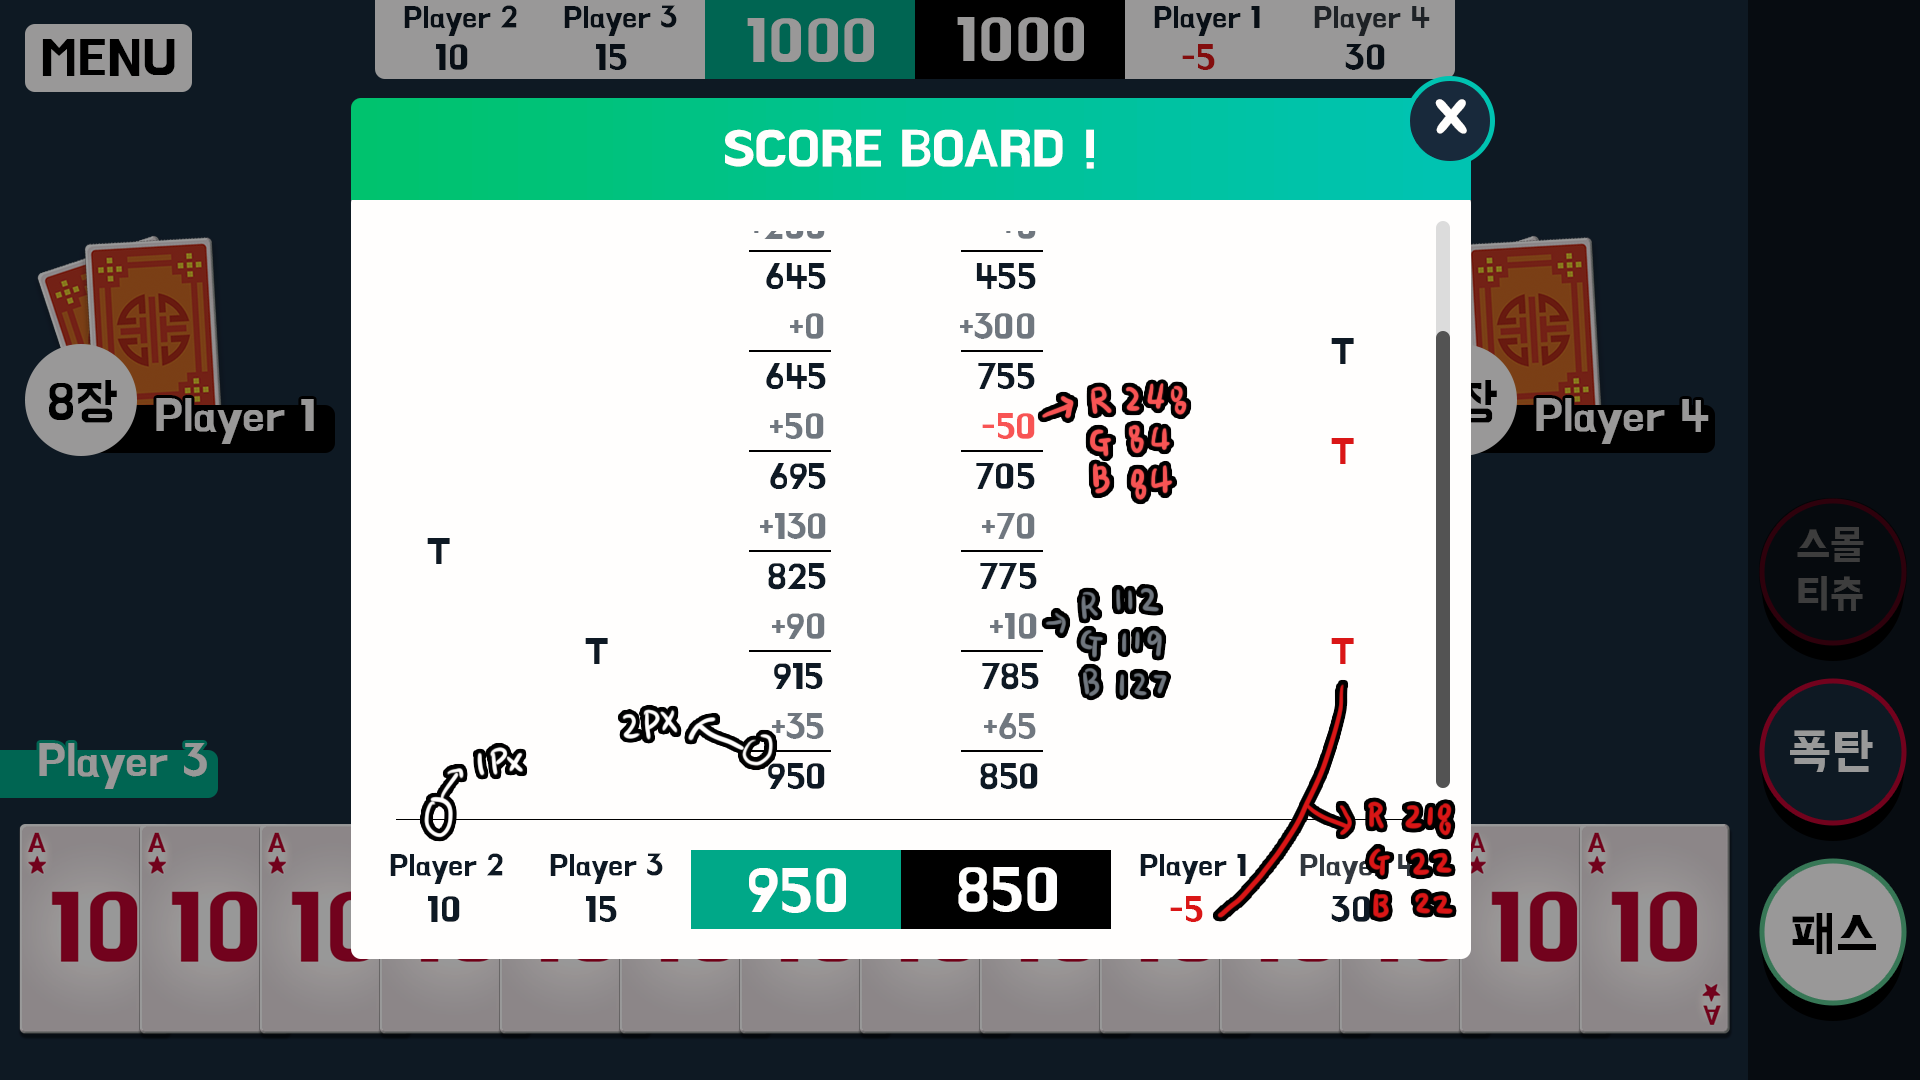 MENU
Player 2
10
Player 3
15
1000
1000
Player 1
-5
Player 4
30
SCORE BOARD !
X
645
455
+0
+300
T
645
755
+50
-50
T
R 248
G 84
B 84
695
705
+130
+70
T
825
775
+90
+10
T
T
R 112
G 119
B 127
915
785
+35
+65
2PX
1PX
950
850
R 218
G 22
B 22
Player 2
10
Player 3
15
950
850
Player 1
-5
Player 4
30
8장
Player 1
장
Player 4
Player 3
스몰
티츄
폭탄
패스
A
10
A
10
A
10
A
10
A
10
A